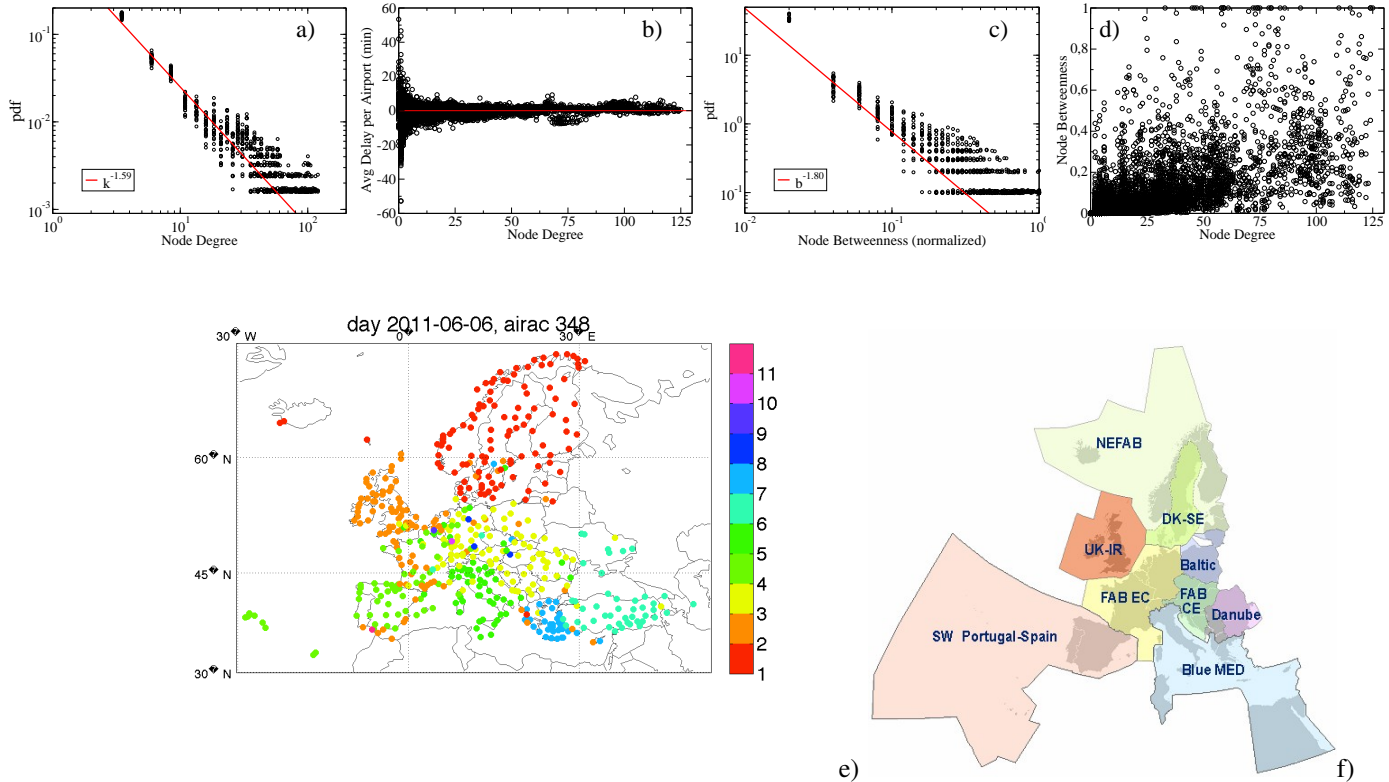 a)
10^-1
10^-2
10^-3
pdf
k^-1.59
10^0
10^1
10^2
Node Degree
b)
60
40
20
0
-20
-40
-60
Avg Delay per Airport (min)
0
25
50
75
100
125
Node Degree
c)
10^1
10^0
10^-1
pdf
b^-1.80
10^-2
10^-1
10^0
Node Betweenness (normalized)
d)
1
0,8
0,6
0,4
0,2
0
Node Betweenness
0
25
50
75
100
125
Node Degree
day 2011-06-06, airac 348
30� W
0�
30� E
60� N
45� N
30� N
11
10
9
8
7
6
5
4
3
2
1
e)
NEFAB
DK-SE
UK-IR
Baltic
FAB EC
FAB
CE
Danube
SW Portugal-Spain
Blue MED
f)